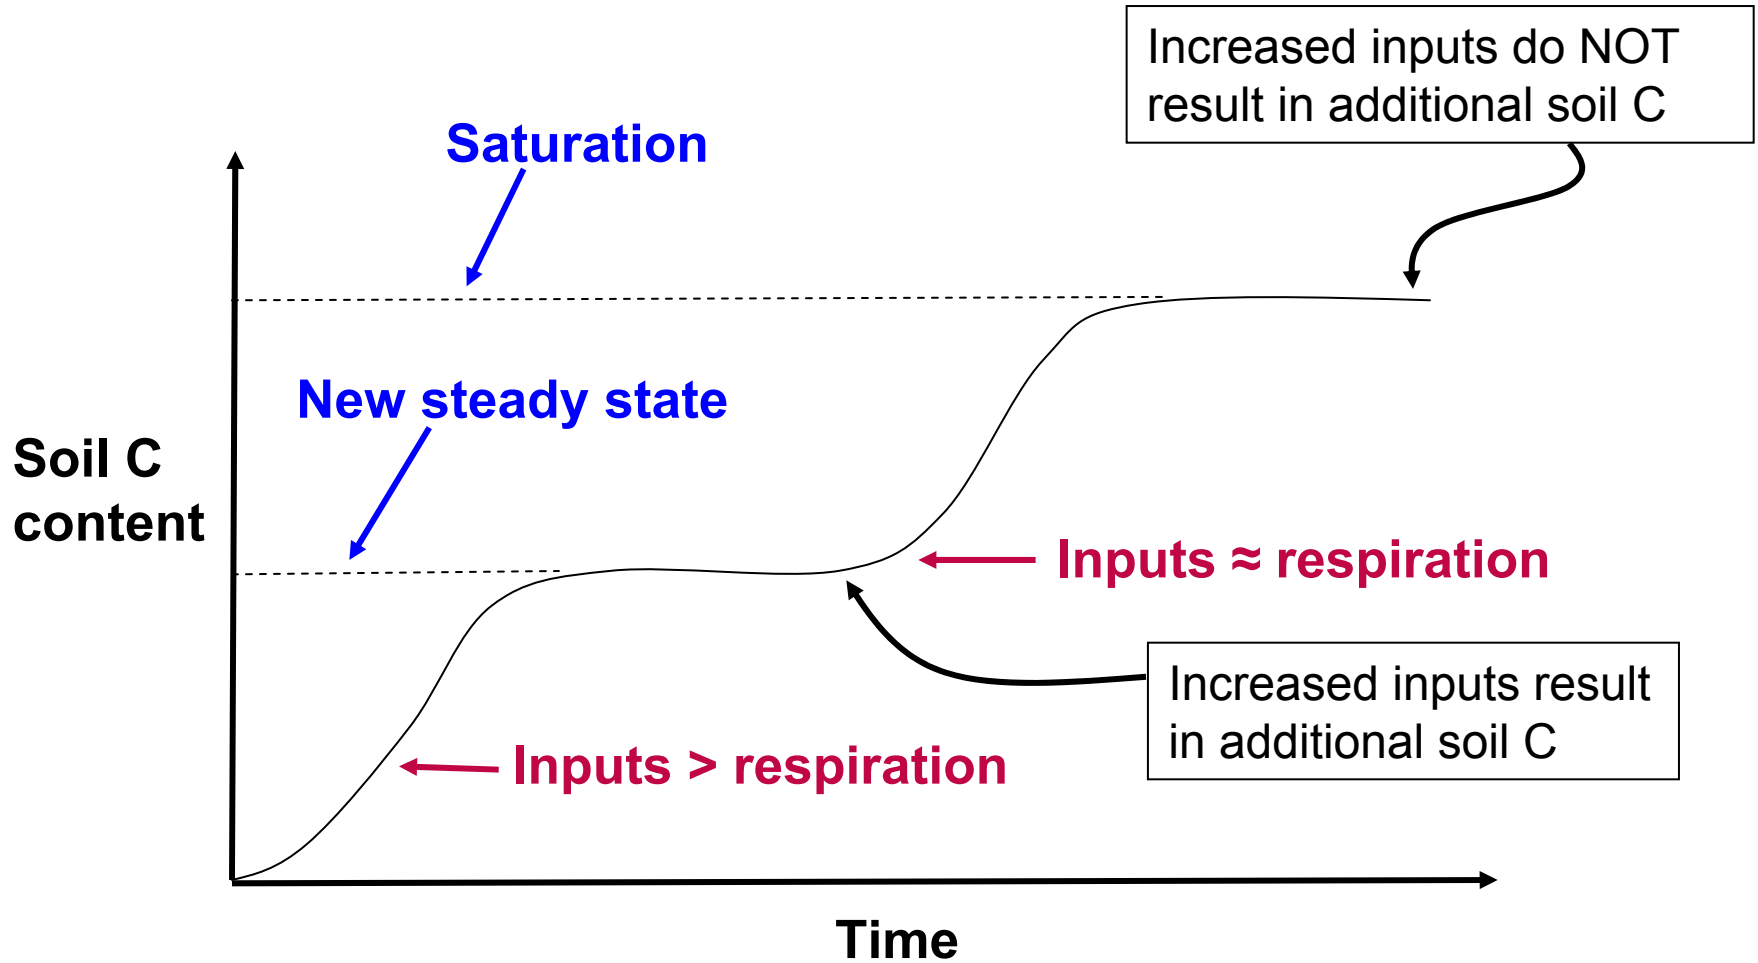 Increased inputs do NOT
result in additional soil C
Saturation
New steady state
Soil C
content
Inputs ≈ respiration
Increased inputs result
in additional soil C
Inputs > respiration
Time